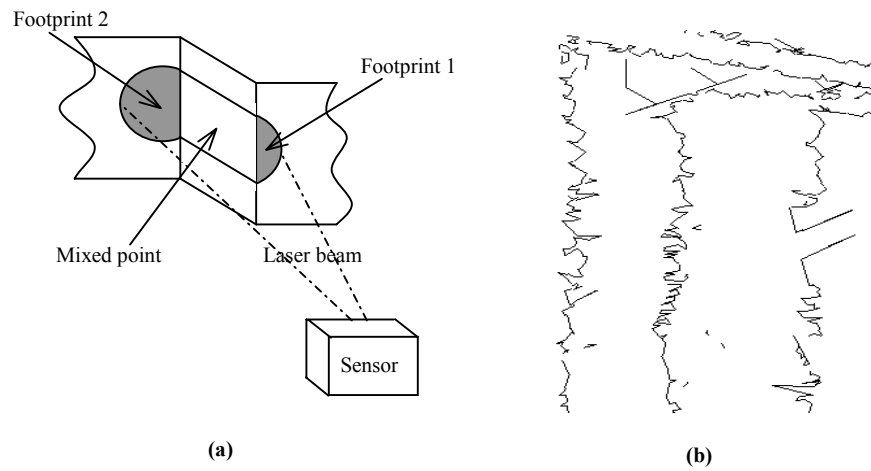 Footprint 2
Footprint 1
Mixed point
Laser beam
Sensor
(a)
(b)